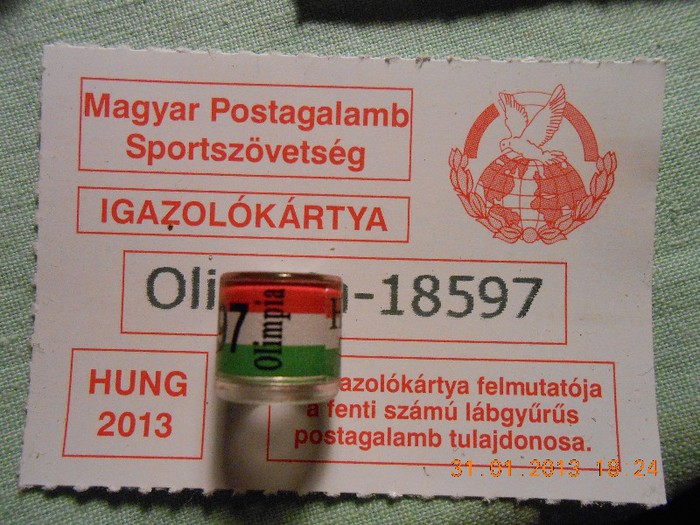 Magyar Postagalamb
Sportszövetség
IGAZOLÓKÁRTYA
-18597
97
Olimpia
H
HUNG
2013
felmutatója
a fenti számú lábgyűrűs
postagalamb tulajdonosa.
31.01.2013 18 24